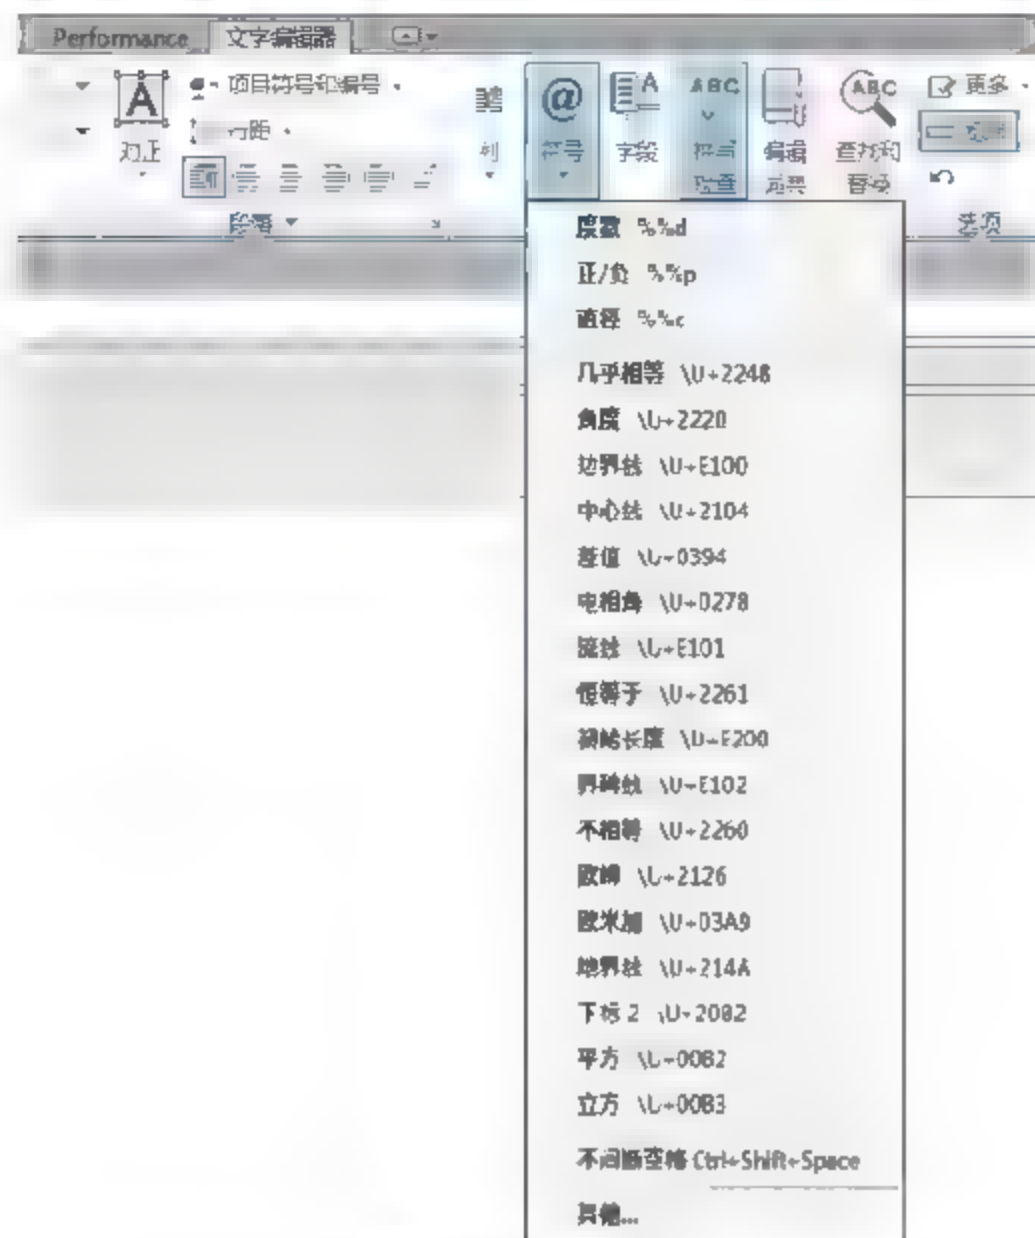 Performance 文字编辑器
对正
项目符号和编号
行距
段落
列
@
符号
A
字段
ABC
拼写
检查
编辑
词典
ABC
查找和
替换
更多
标尺
选项
度数 %%d
正/负 %%p
直径 %%c
几乎相等 \U+2248
角度 \U+2220
边界线 \U+E100
中心线 \U+2104
差值 \U+0394
电相角 \U+0278
流线 \U+E101
恒等于 \U+2261
初始长度 \U+E200
界碑线 \U+E102
不相等 \U+2260
欧姆 \U+2126
欧米加 \U+03A9
地界线 \U+214A
下标 2 \U+2082
平方 \U+00B2
立方 \U+00B3
不间断空格 Ctrl+Shift+Space
其他...